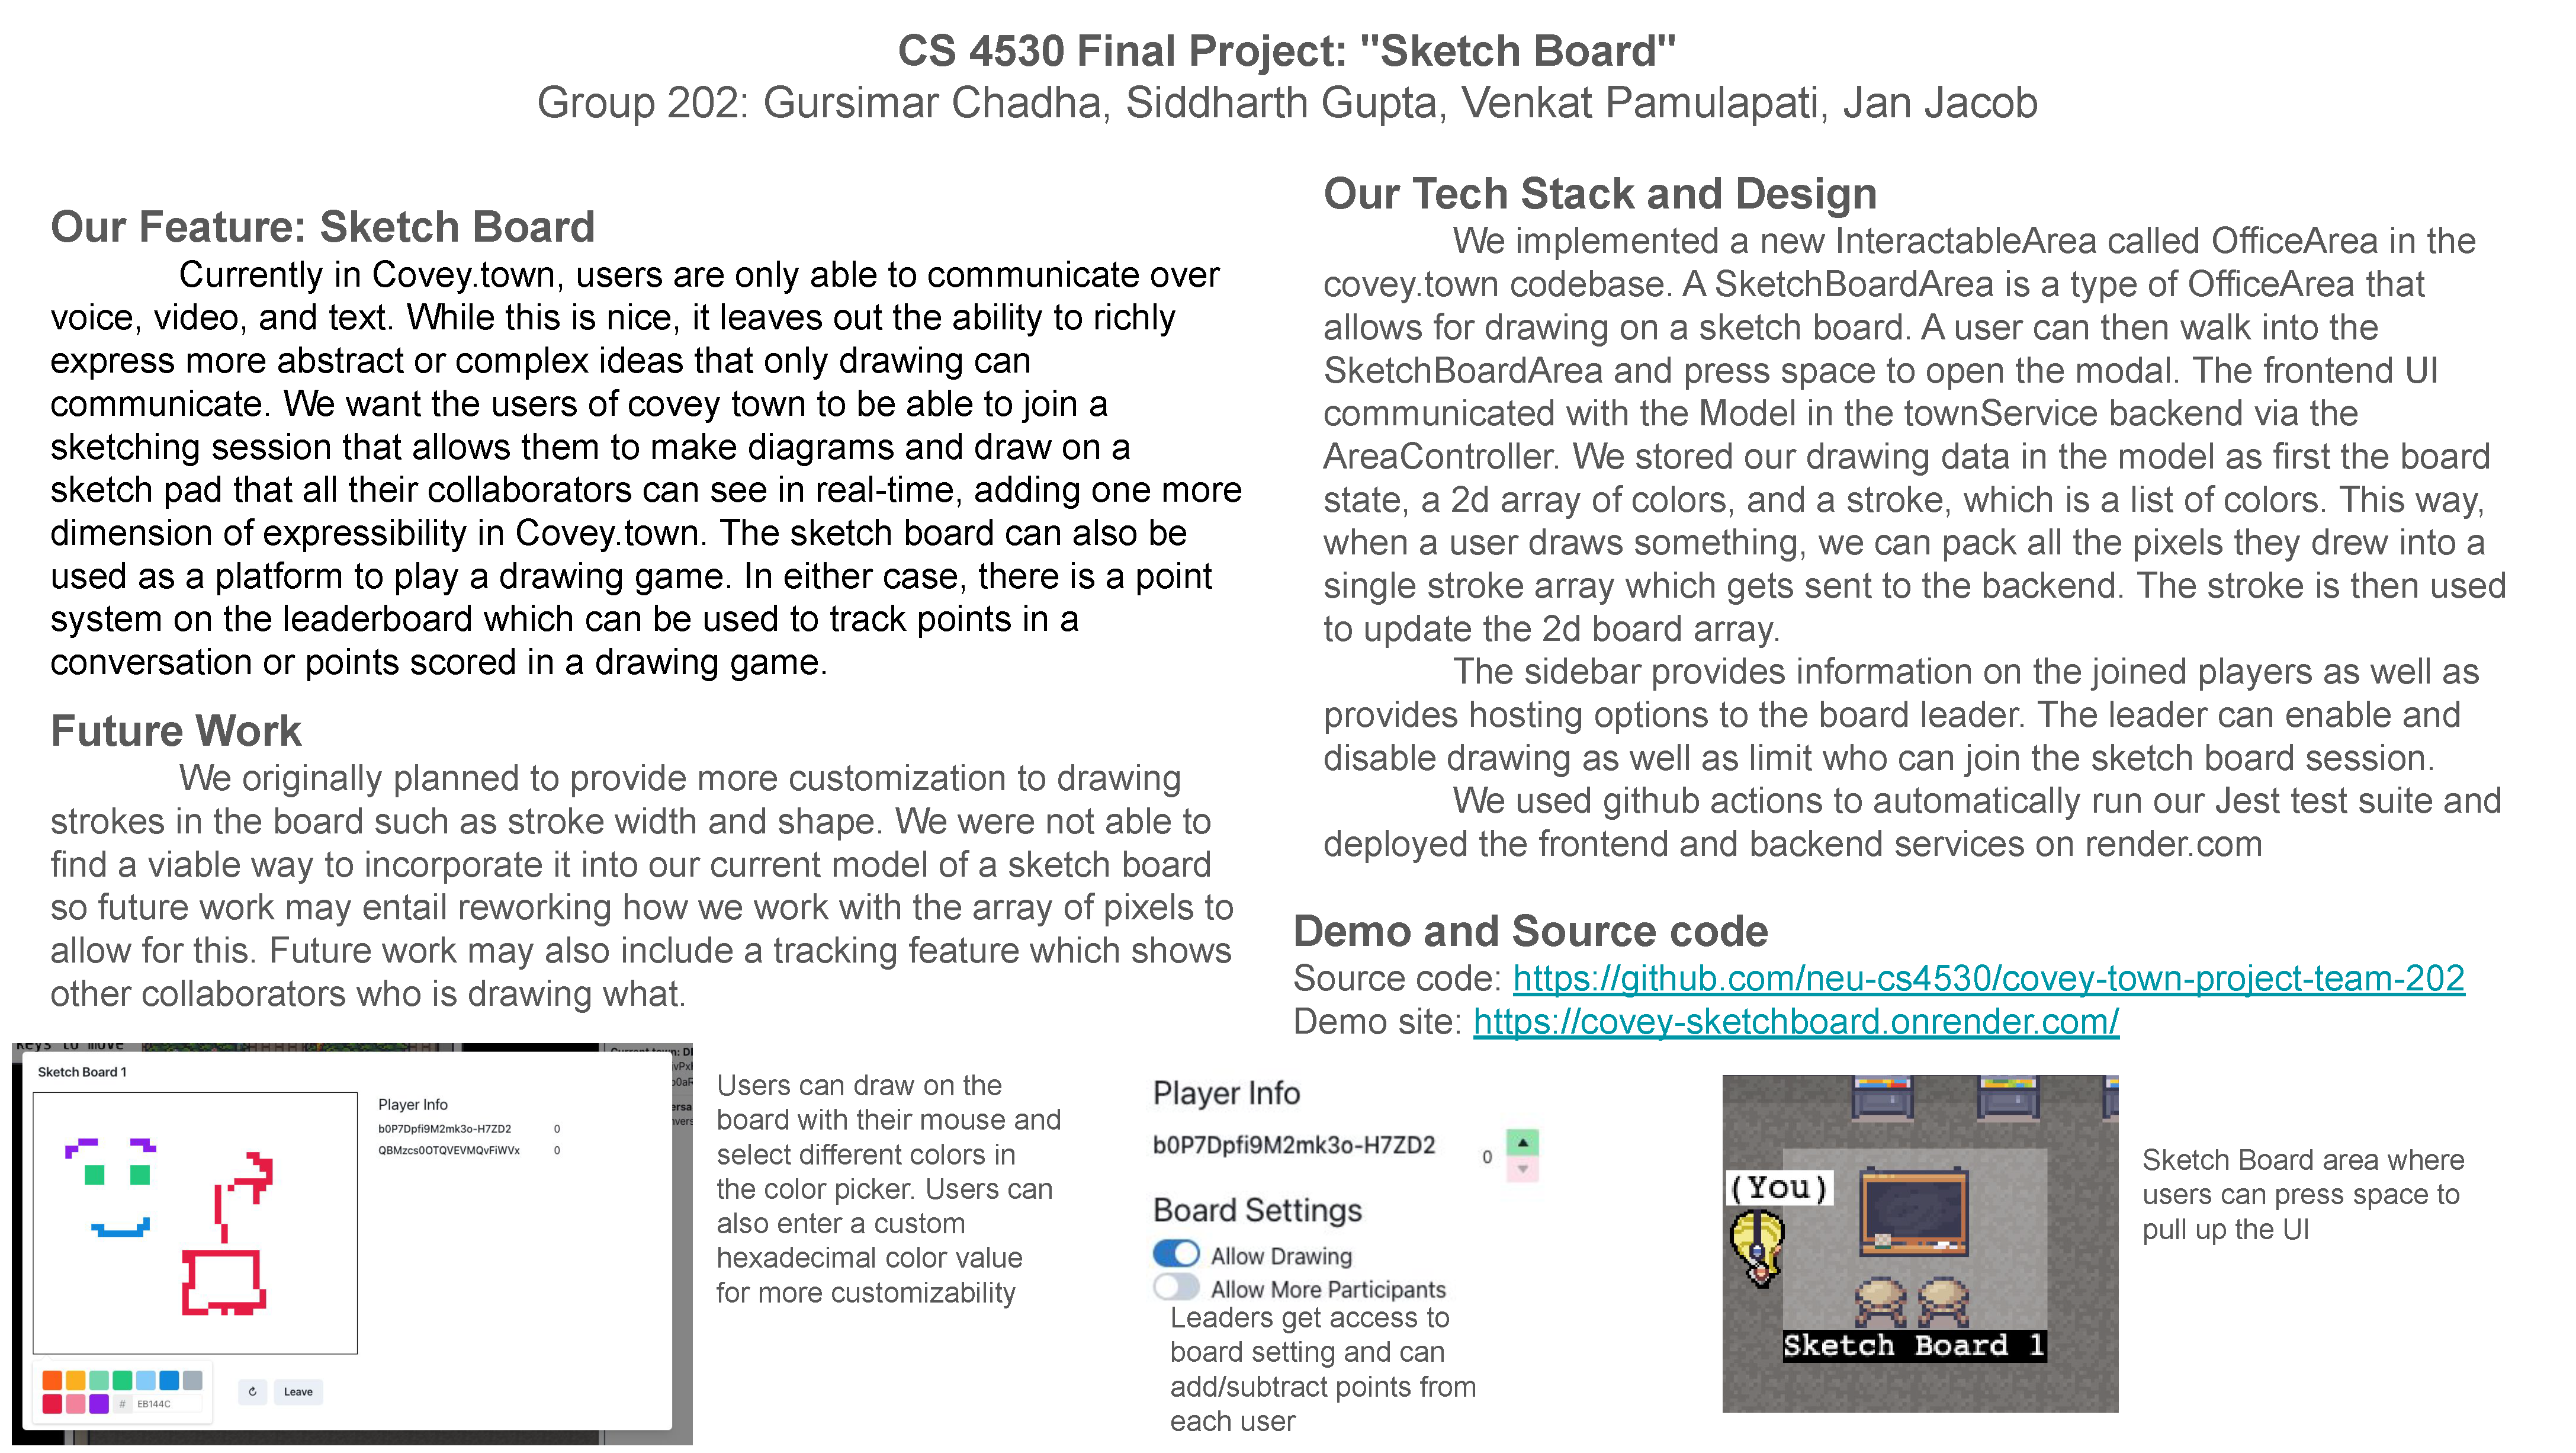 CS 4530 Final Project: "Sketch Board"
Group 202: Gursimar Chadha, Siddharth Gupta, Venkat Pamulapati, Jan Jacob
Our Feature: Sketch Board
Currently in Covey.town, users are only able to communicate over
voice, video, and text. While this is nice, it leaves out the ability to richly
express more abstract or complex ideas that only drawing can
communicate. We want the users of covey town to be able to join a
sketching session that allows them to make diagrams and draw on a
sketch pad that all their collaborators can see in real-time, adding one more
dimension of expressibility in Covey.town. The sketch board can also be
used as a platform to play a drawing game. In either case, there is a point
system on the leaderboard which can be used to track points in a
conversation or points scored in a drawing game.
Future Work
We originally planned to provide more customization to drawing
strokes in the board such as stroke width and shape. We were not able to
find a viable way to incorporate it into our current model of a sketch board
so future work may entail reworking how we work with the array of pixels to
allow for this. Future work may also include a tracking feature which shows
other collaborators who is drawing what.
Our Tech Stack and Design
We implemented a new InteractableArea called OfficeArea in the
covey.town codebase. A SketchBoardArea is a type of OfficeArea that
allows for drawing on a sketch board. A user can then walk into the
SketchBoardArea and press space to open the modal. The frontend UI
communicated with the Model in the townService backend via the
AreaController. We stored our drawing data in the model as first the board
state, a 2d array of colors, and a stroke, which is a list of colors. This way,
when a user draws something, we can pack all the pixels they drew into a
single stroke array which gets sent to the backend. The stroke is then used
to update the 2d board array.
The sidebar provides information on the joined players as well as
provides hosting options to the board leader. The leader can enable and
disable drawing as well as limit who can join the sketch board session.
We used github actions to automatically run our Jest test suite and
deployed the frontend and backend services on render.com
Demo and Source code
Source code: https://github.com/neu-cs4530/covey-town-project-team-202
Demo site: https://covey-sketchboard.onrender.com/
keys to move
Sketch Board 1
Player Info
b0P7Dpfi9M2mk3o-H7ZD2 0
QBMzcs0OTQVEVMQvFiWVx 0
# EB144C
Leave
Users can draw on the
board with their mouse and
select different colors in
the color picker. Users can
also enter a custom
hexadecimal color value
for more customizability
Player Info
b0P7Dpfi9M2mk3o-H7ZD2 0
Board Settings
Allow Drawing
Allow More Participants
Leaders get access to
board setting and can
add/subtract points from
each user
(You)
Sketch Board 1
Sketch Board area where
users can press space to
pull up the UI